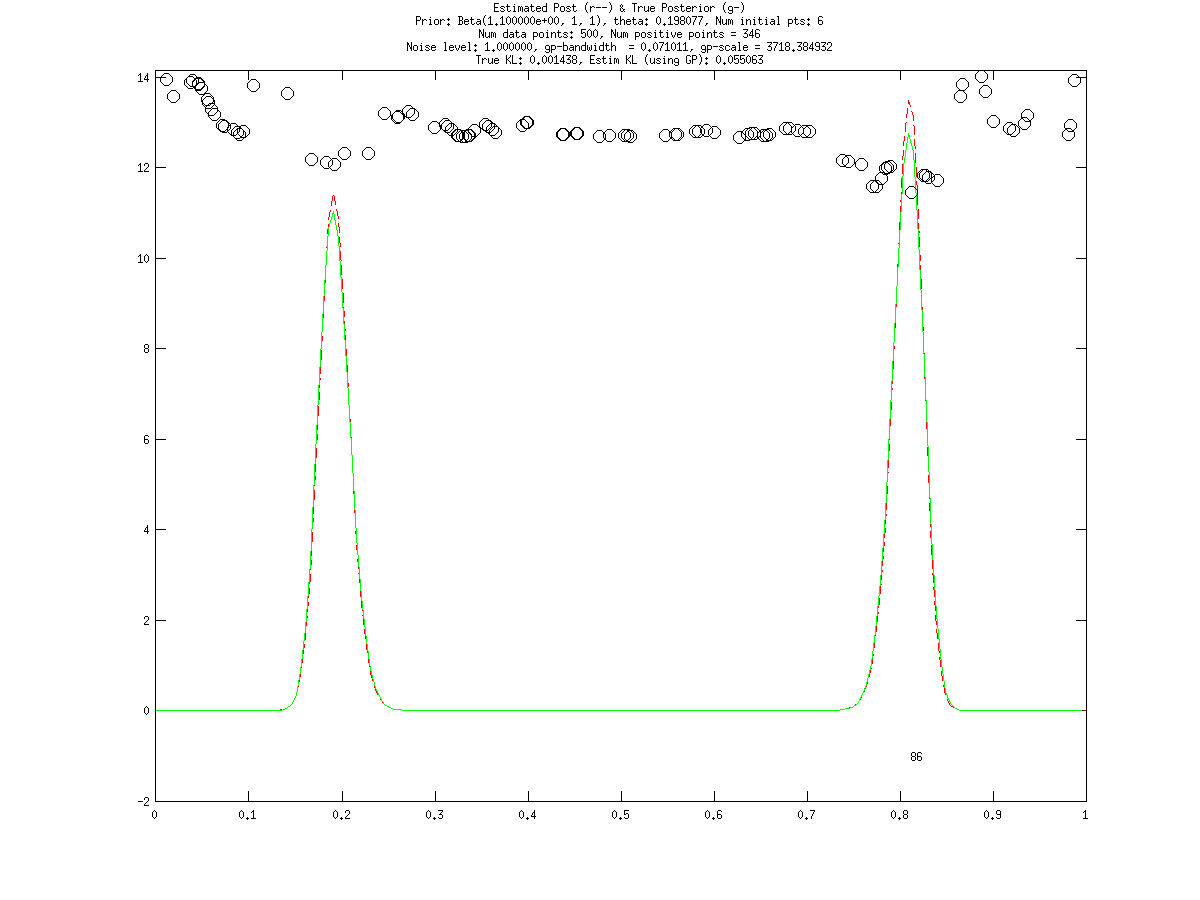 Estimated Post (r--) & True Posterior (g-)
Prior: Beta(1.100000e+00, 1, 1), theta: 0.198077, Num initial pts: 6
Num data points: 500, Num positive points = 346
Noise level: 1.000000, gp-bandwidth  = 0.071011, gp-scale = 3718.384932
True KL: 0.001438, Estim KL (using GP): 0.055063
14
12
10
8
6
4
2
0
86
-2
0 0.1 0.2 0.3 0.4 0.5 0.6 0.7 0.8 0.9 1